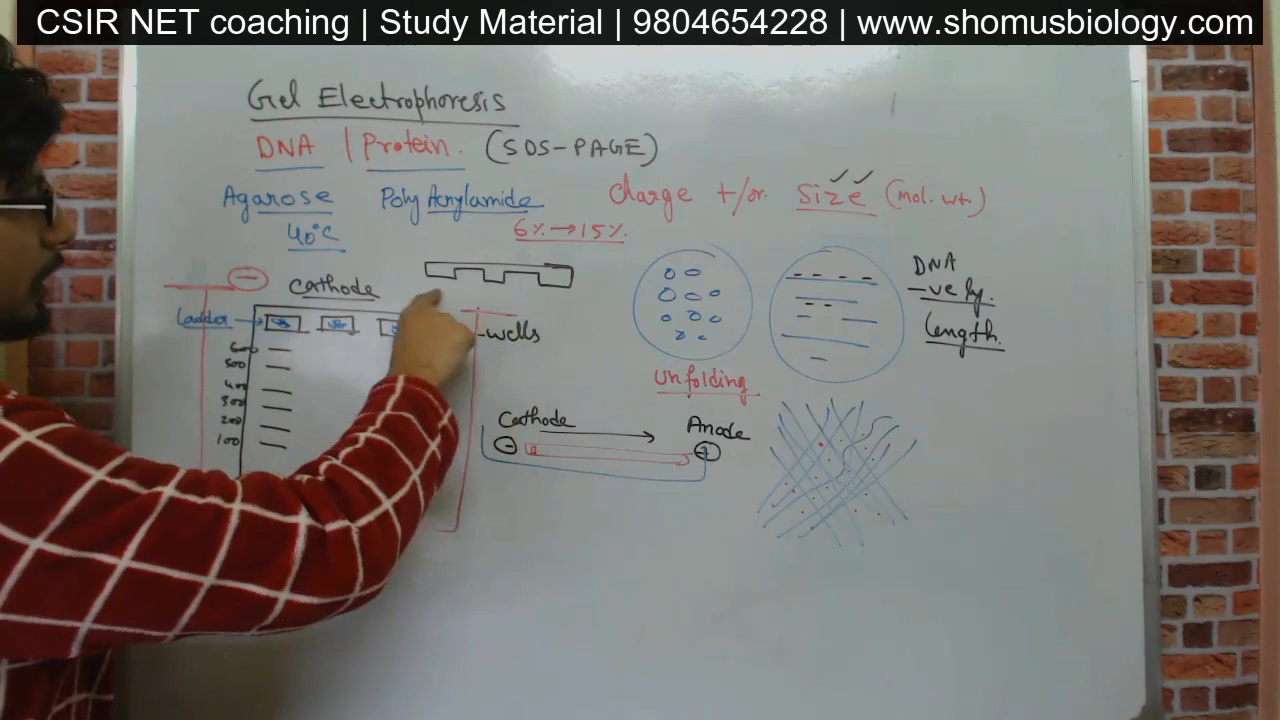 CSIR NET coaching | Study Material | 9804654228 | www.shomusbiology.com
Gel Electrophoresis
DNA / Protein. (SDS-PAGE)
Agarose Poly Acrylamide Charge +/or. Size (Mol. wt.)
40°C 6% → 15%.
− Cathode
Ladder
wells
600
500
400
300
200
100
DNA
-ve ly.
length.
Unfolding
Cathode Anode
− +